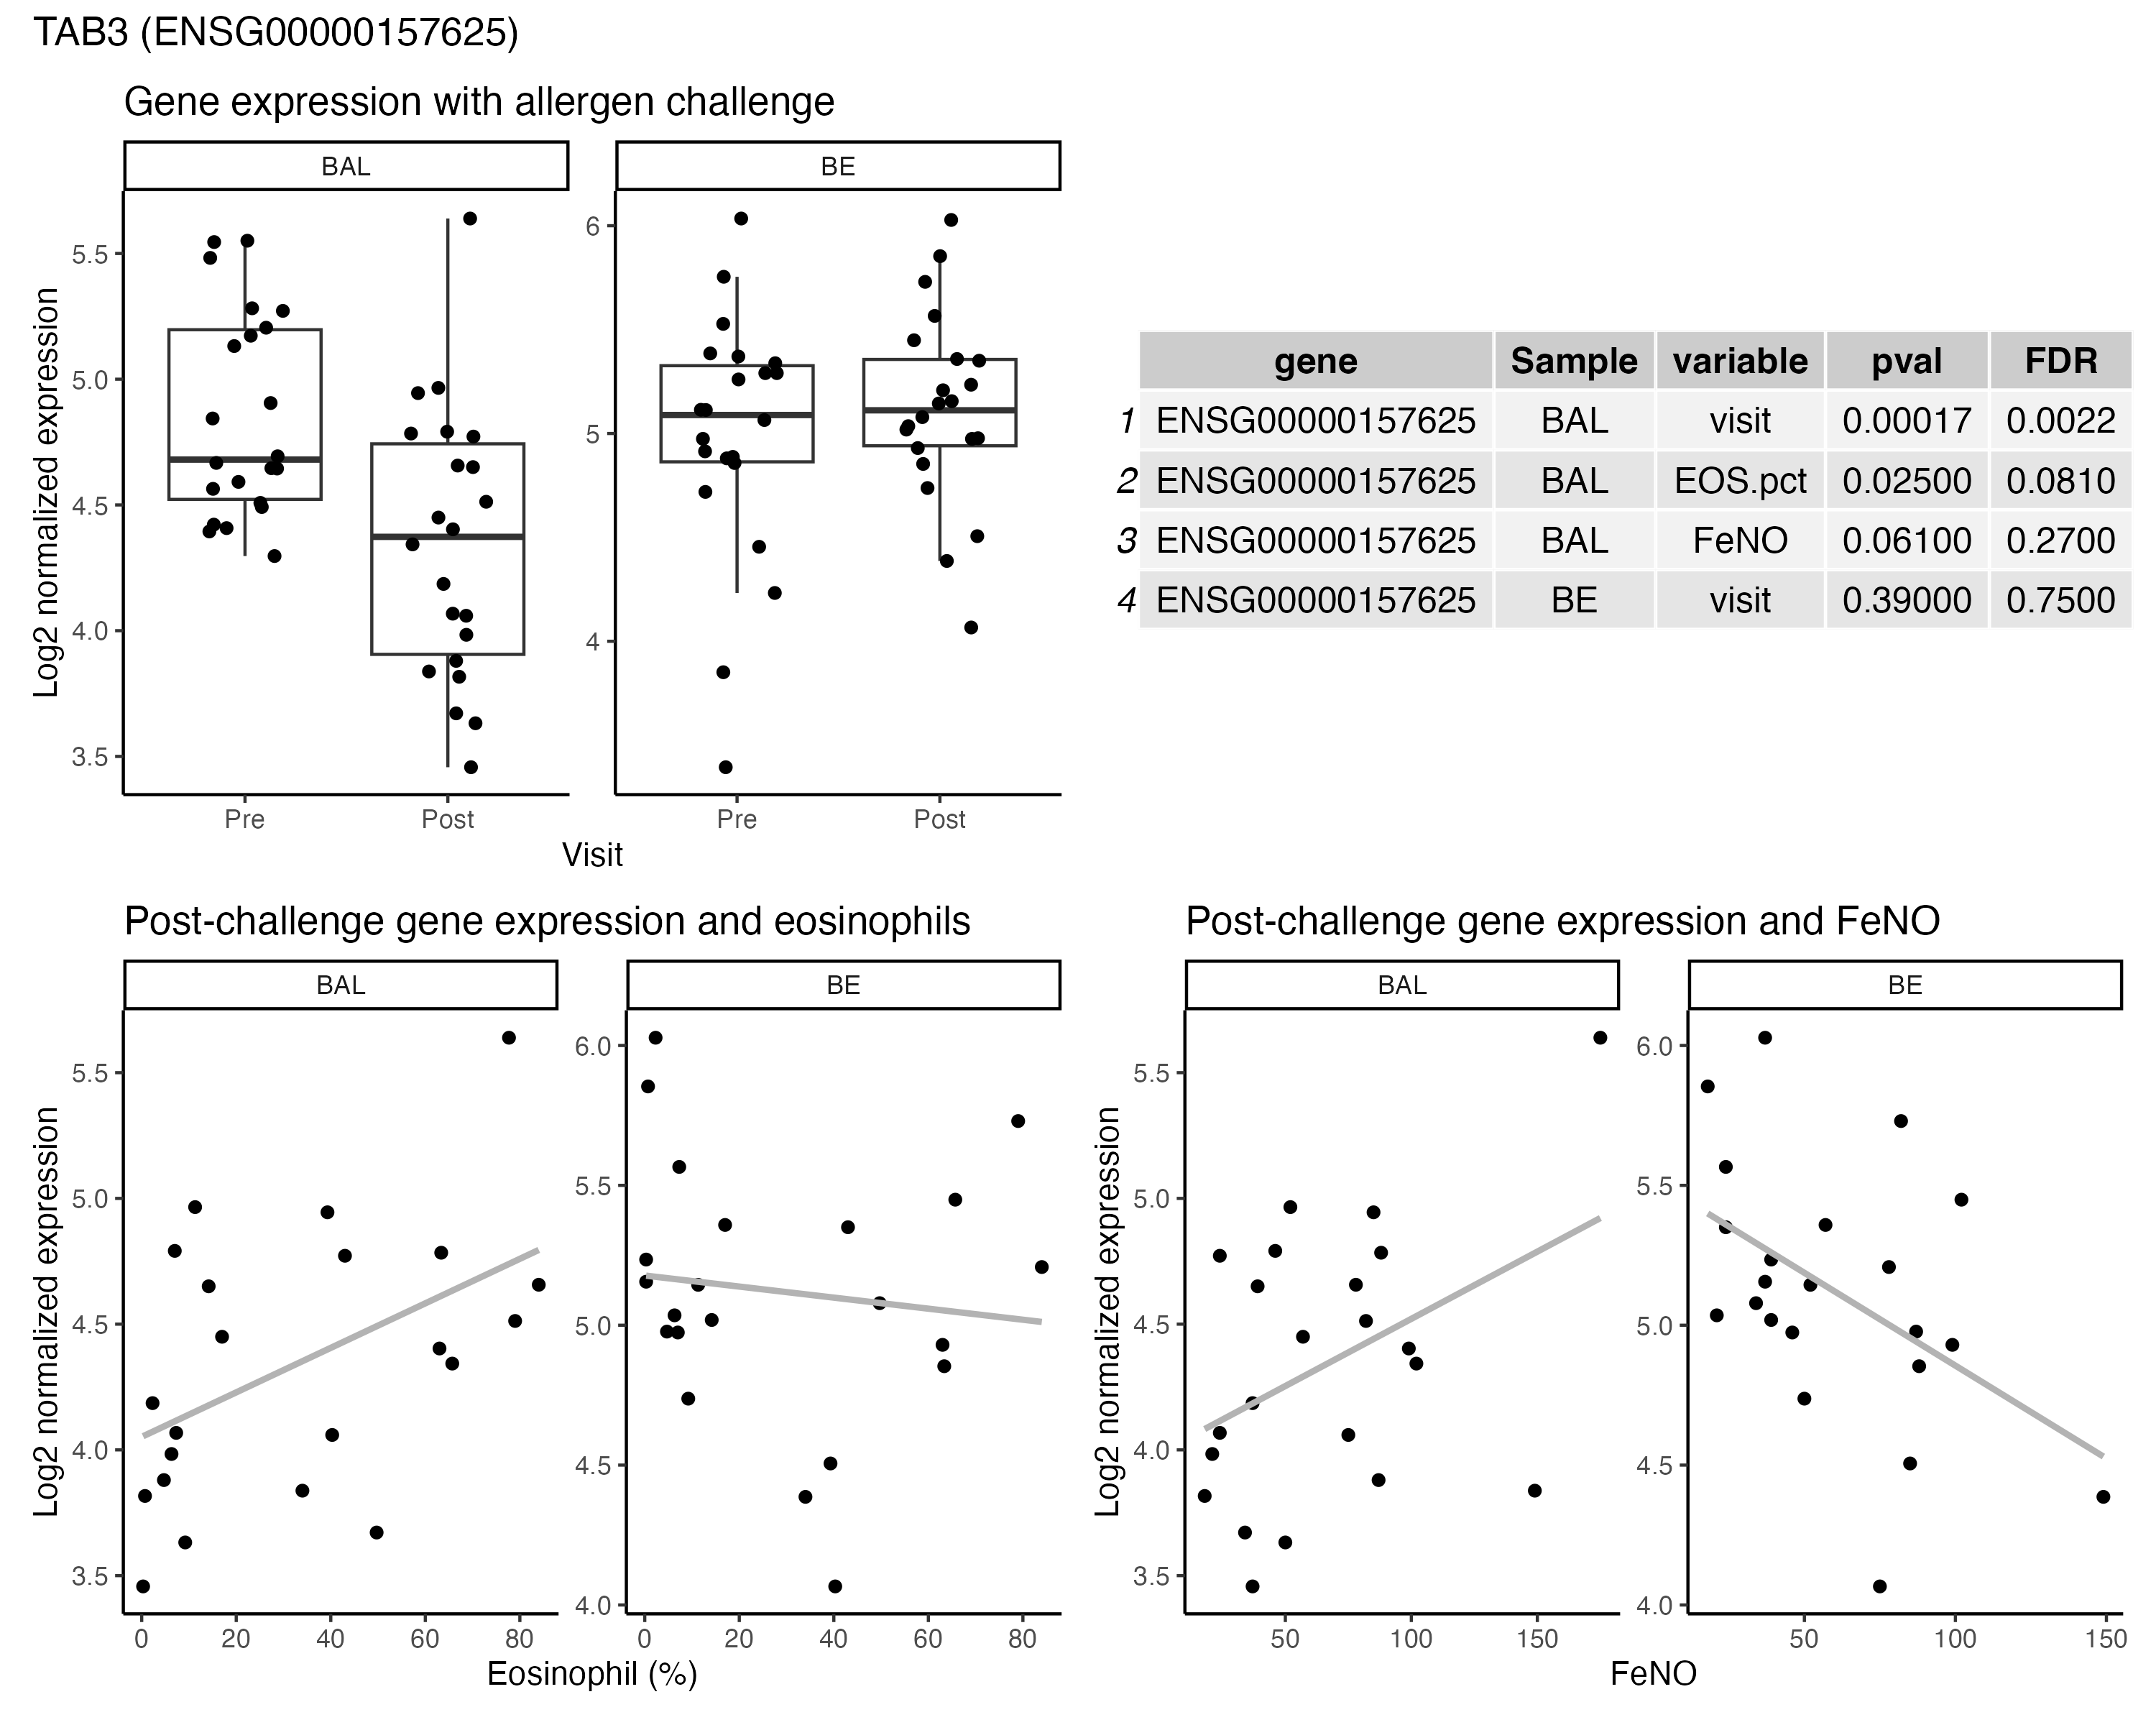 TAB3 (ENSG00000157625)
Gene expression with allergen challenge
BAL BE
Log2 normalized expression
5.5
5.0
4.5
4.0
3.5
6
5
4
Pre Post Pre Post
Visit
gene Sample variable pval FDR
1 ENSG00000157625 BAL visit 0.00017 0.0022
2 ENSG00000157625 BAL EOS.pct 0.02500 0.0810
3 ENSG00000157625 BAL FeNO 0.06100 0.2700
4 ENSG00000157625 BE visit 0.39000 0.7500
Post-challenge gene expression and eosinophils
BAL BE
Log2 normalized expression
5.5
5.0
4.5
4.0
3.5
6.0
5.5
5.0
4.5
4.0
0 20 40 60 80 0 20 40 60 80
Eosinophil (%)
Post-challenge gene expression and FeNO
BAL BE
Log2 normalized expression
5.5
5.0
4.5
4.0
3.5
6.0
5.5
5.0
4.5
4.0
50 100 150 50 100 150
FeNO